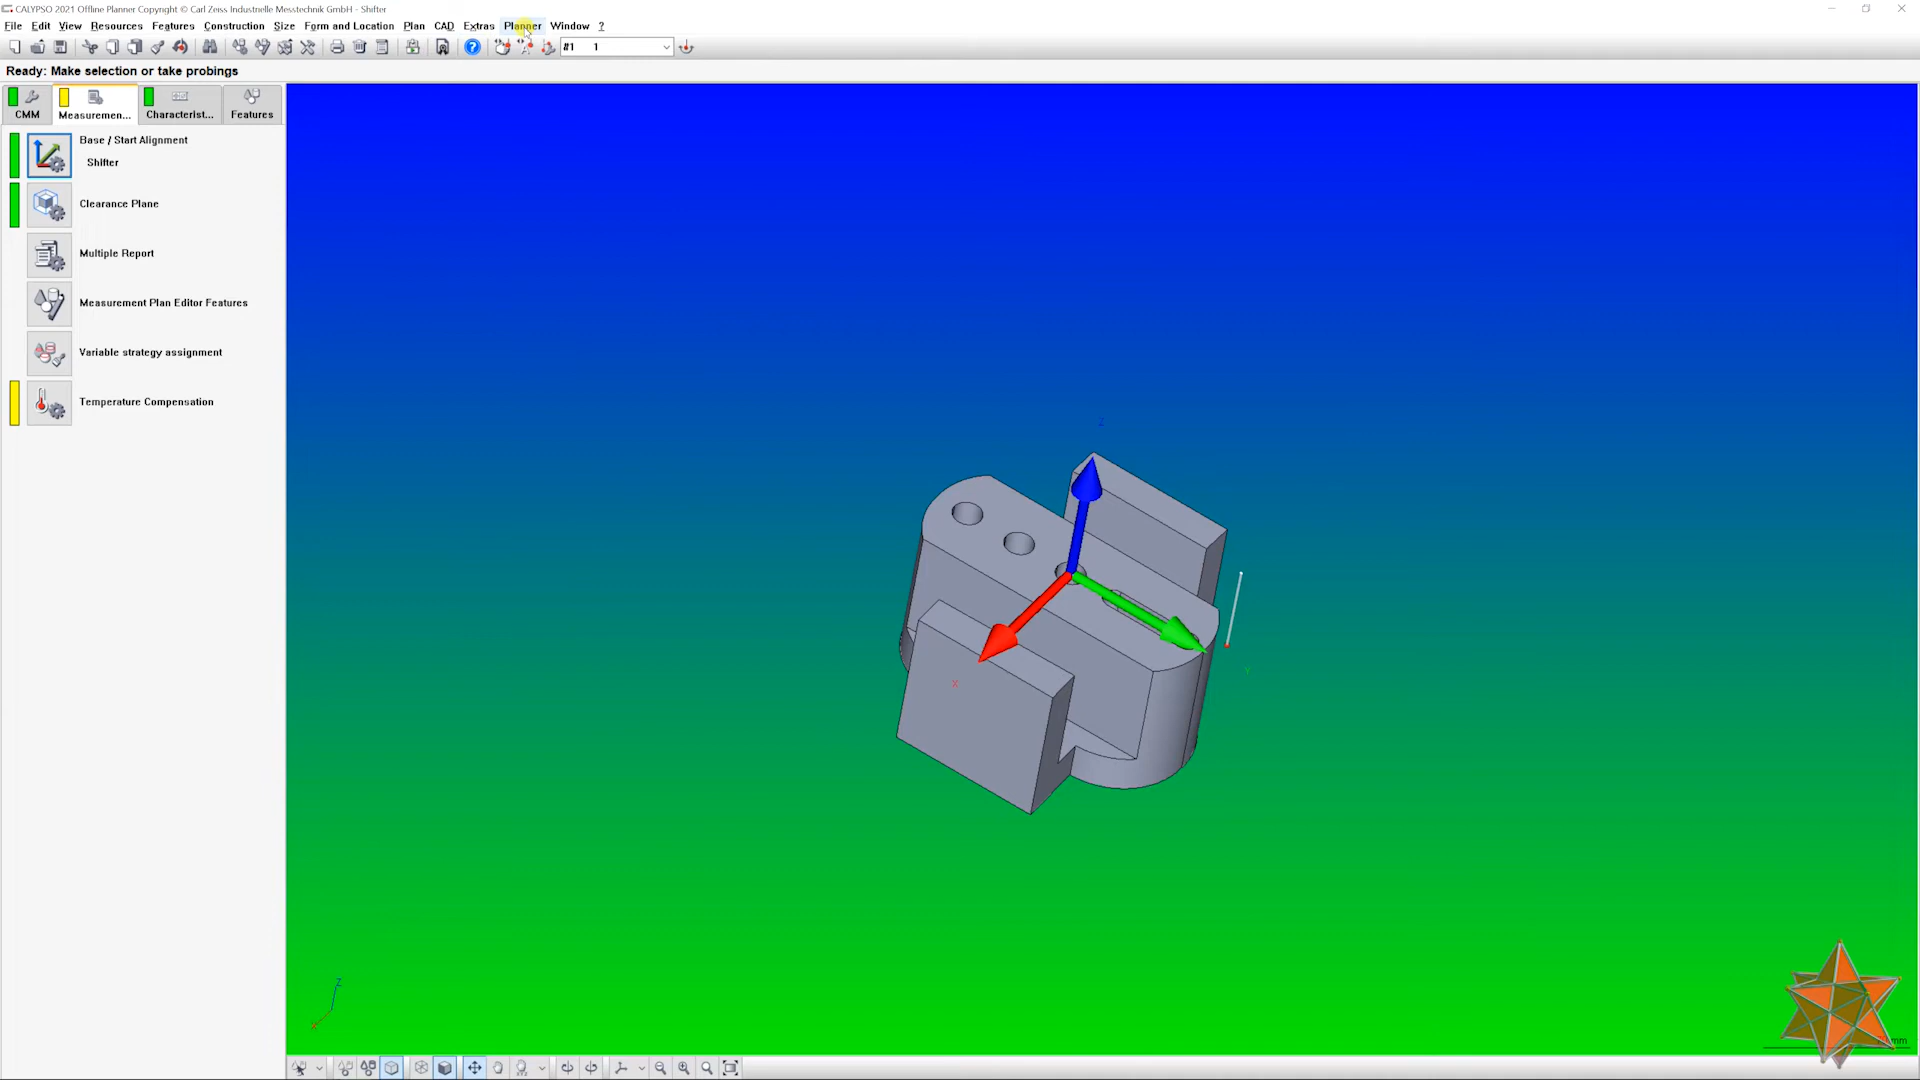 CALYPSO 2021 Offline Planner Copyright © Carl Zeiss Industrielle Messtechnik GmbH - Shifter
File Edit View Resources Features Construction Size Form and Location Plan CAD Extras Planner Window ?
#1 1
Ready: Make selection or take probings
CMM Measuremen... Characterist... Features
Base / Start Alignment
Shifter
Clearance Plane
Multiple Report
Measurement Plan Editor Features
Variable strategy assignment
Temperature Compensation
Z
X
Y
Z
X
mm